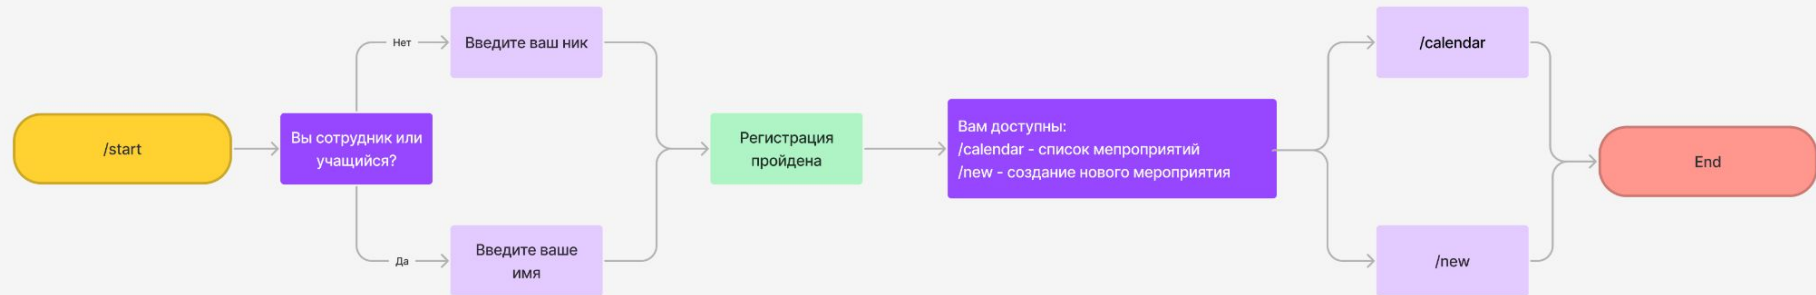 /start
Вы сотрудник или
учащийся?
Нет
Введите ваш ник
Да
Введите ваше
имя
Регистрация
пройдена
Вам доступны:
/calendar - список мепроприятий
/new - создание нового мероприятия
/calendar
/new
End